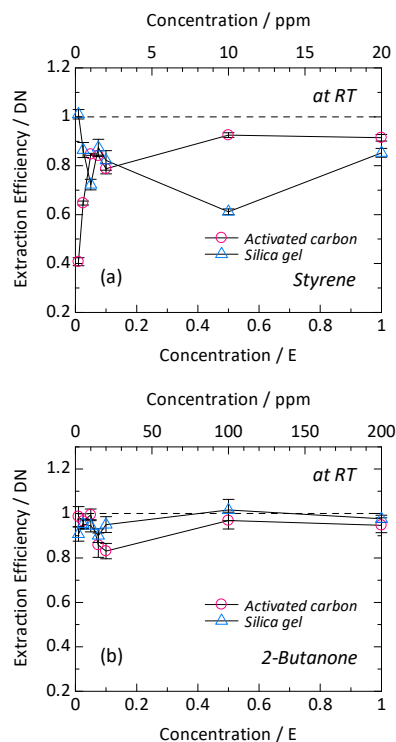 Concentration / ppm
0 5 10 15 20
1.2
at RT
1
0.8
0.6
0.4
0.2
Extraction Efficiency / DN
Activated carbon
Silica gel
(a)
Styrene
0 0.2 0.4 0.6 0.8 1
Concentration / E
Concentration / ppm
0 50 100 150 200
1.2
at RT
1
0.8
0.6
0.4
0.2
Extraction Efficiency / DN
Activated carbon
Silica gel
(b)
2-Butanone
0 0.2 0.4 0.6 0.8 1
Concentration / E